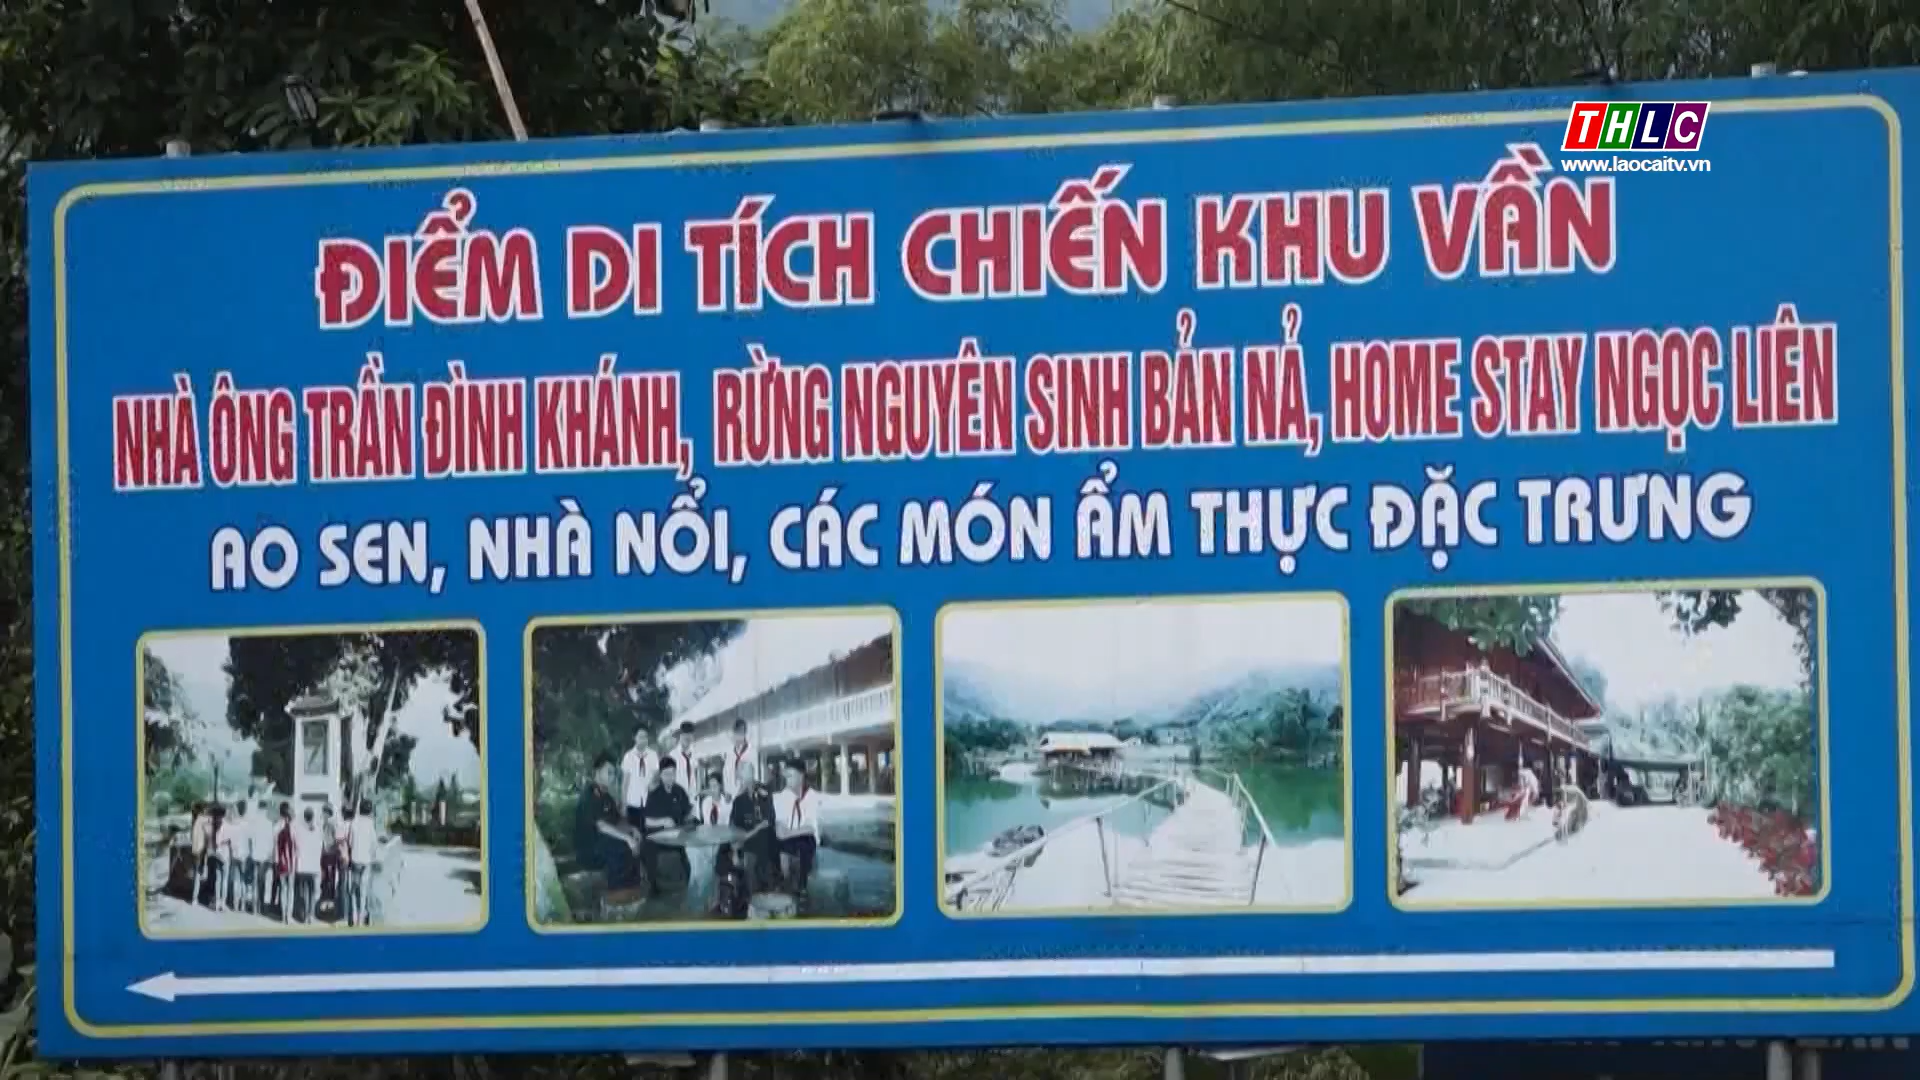 THLC
www.laocaitv.vn
ĐIỂM DI TÍCH CHIẾN KHU VẦN
NHÀ ÔNG TRẦN ĐÌNH KHÁNH, RỪNG NGUYÊN SINH BẢN NẢ, HOME STAY NGỌC LIÊN
AO SEN, NHÀ NỔI, CÁC MÓN ẨM THỰC ĐẶC TRƯNG